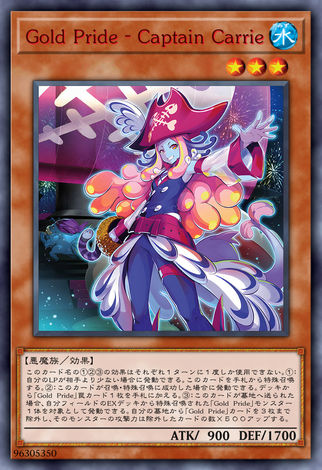 Gold Pride - Captain Carrie
水
【悪魔族／効果】
このカード名の①②③の効果はそれぞれ１ターンに１度しか使用できない。①：
自分のLPが相手より少ない場合に発動できる。このカードを手札から特殊召喚
する。②：このカードが召喚・特殊召喚に成功した場合に発動できる。デッキか
ら「Gold Pride」罠カード１枚を手札に加える。③：このカードが墓地へ送られた
場合、自分フィールドのEXデッキから特殊召喚された「Gold Pride」モンスター
１体を対象として発動できる。自分の墓地から「Gold Pride」カードを３枚まで
除外し、そのモンスターの攻撃力は除外したカードの数×５００アップする。
ATK/ 900 DEF/1700
96305350